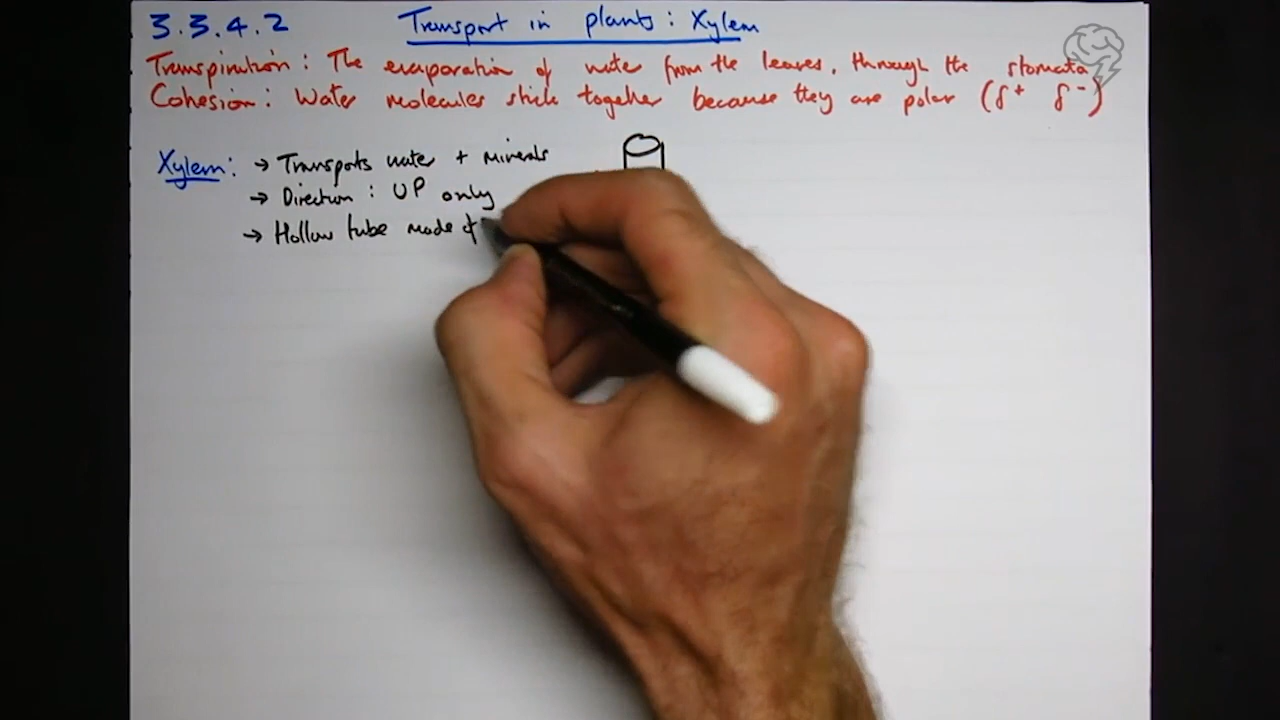 3.3.4.2 Transport in plants : Xylem
Transpiration : The evaporation of water from the leaves, through the stomata
Cohesion : Water molecules stick together because they are polar (δ+ δ-)
Xylem : → Transports water + minerals
→ Direction : UP only
→ Hollow tube made of